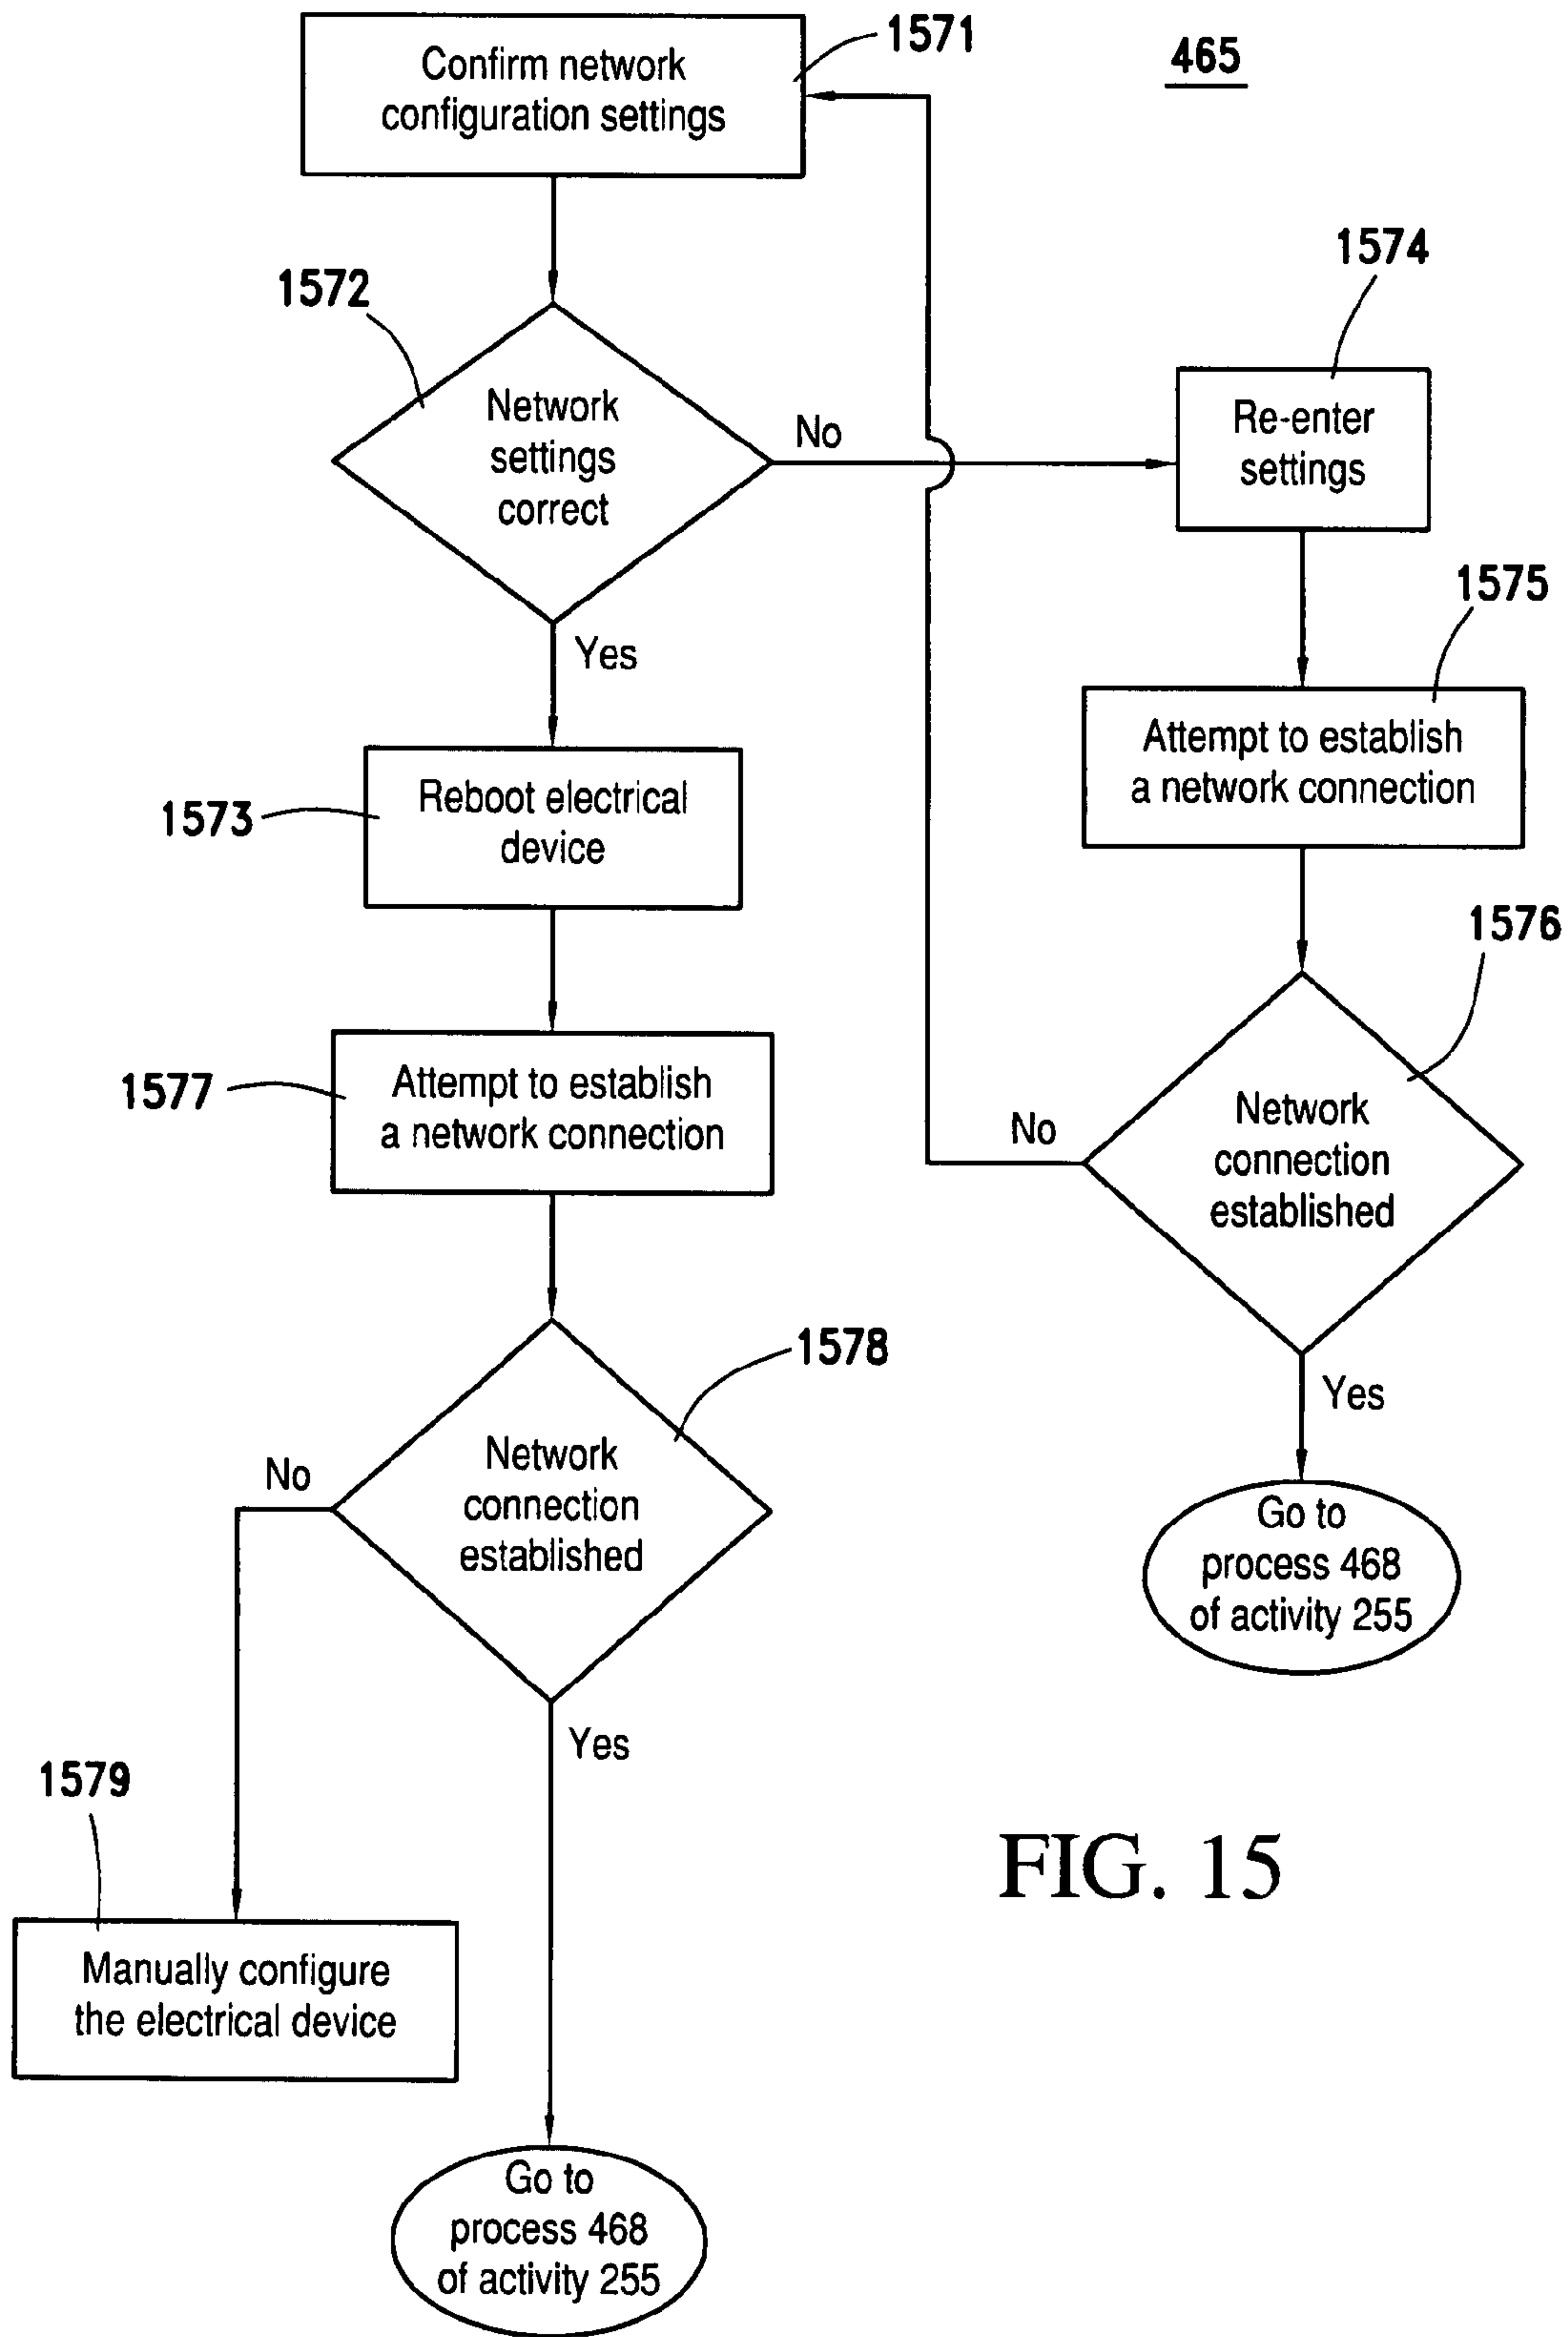 1571
465
Confirm network
configuration settings
1572
1574
Network
settings
correct
No
Re-enter
settings
1575
Yes
Attempt to establish
a network connection
1573
Reboot electrical
device
1576
1577
Attempt to establish
a network connection
No
Network
connection
established
1578
Yes
No
Network
connection
established
Go to
process 468
of activity 255
Yes
1579
FIG. 15
Manually configure
the electrical device
Go to
process 468
of activity 255